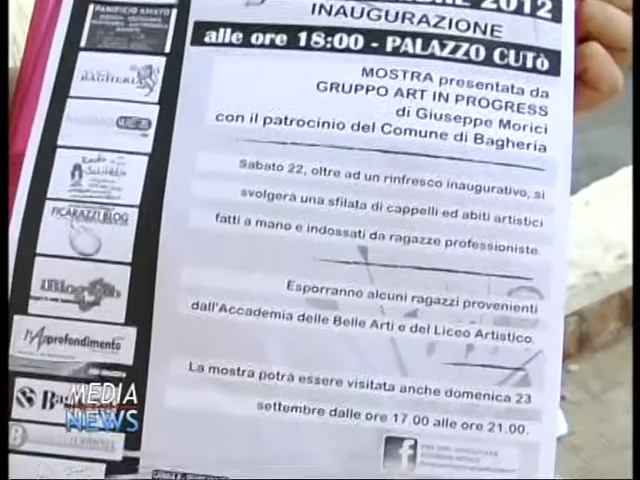 2012
INAUGURAZIONE
alle ore 18:00 - PALAZZO CUTò
MOSTRA presentata da
GRUPPO ART IN PROGRESS
di Giuseppe Morici
con il patrocinio del Comune di Bagheria
Sabato 22, oltre ad un rinfresco inaugurativo, si
svolgerà una sfilata di cappelli ed abiti artistici
fatti a mano e indossati da ragazze professioniste.
Esporranno alcuni ragazzi provenienti
dall'Accademia delle Belle Arti e del Liceo Artistico.
La mostra potrà essere visitata anche domenica 23
settembre dalle ore 17.00 alle ore 21.00.
f
PANIFICIO AMATO
BAGHERIA
FICARAZZI BLOG
l'Approfondimento
MEDIA
NEWS